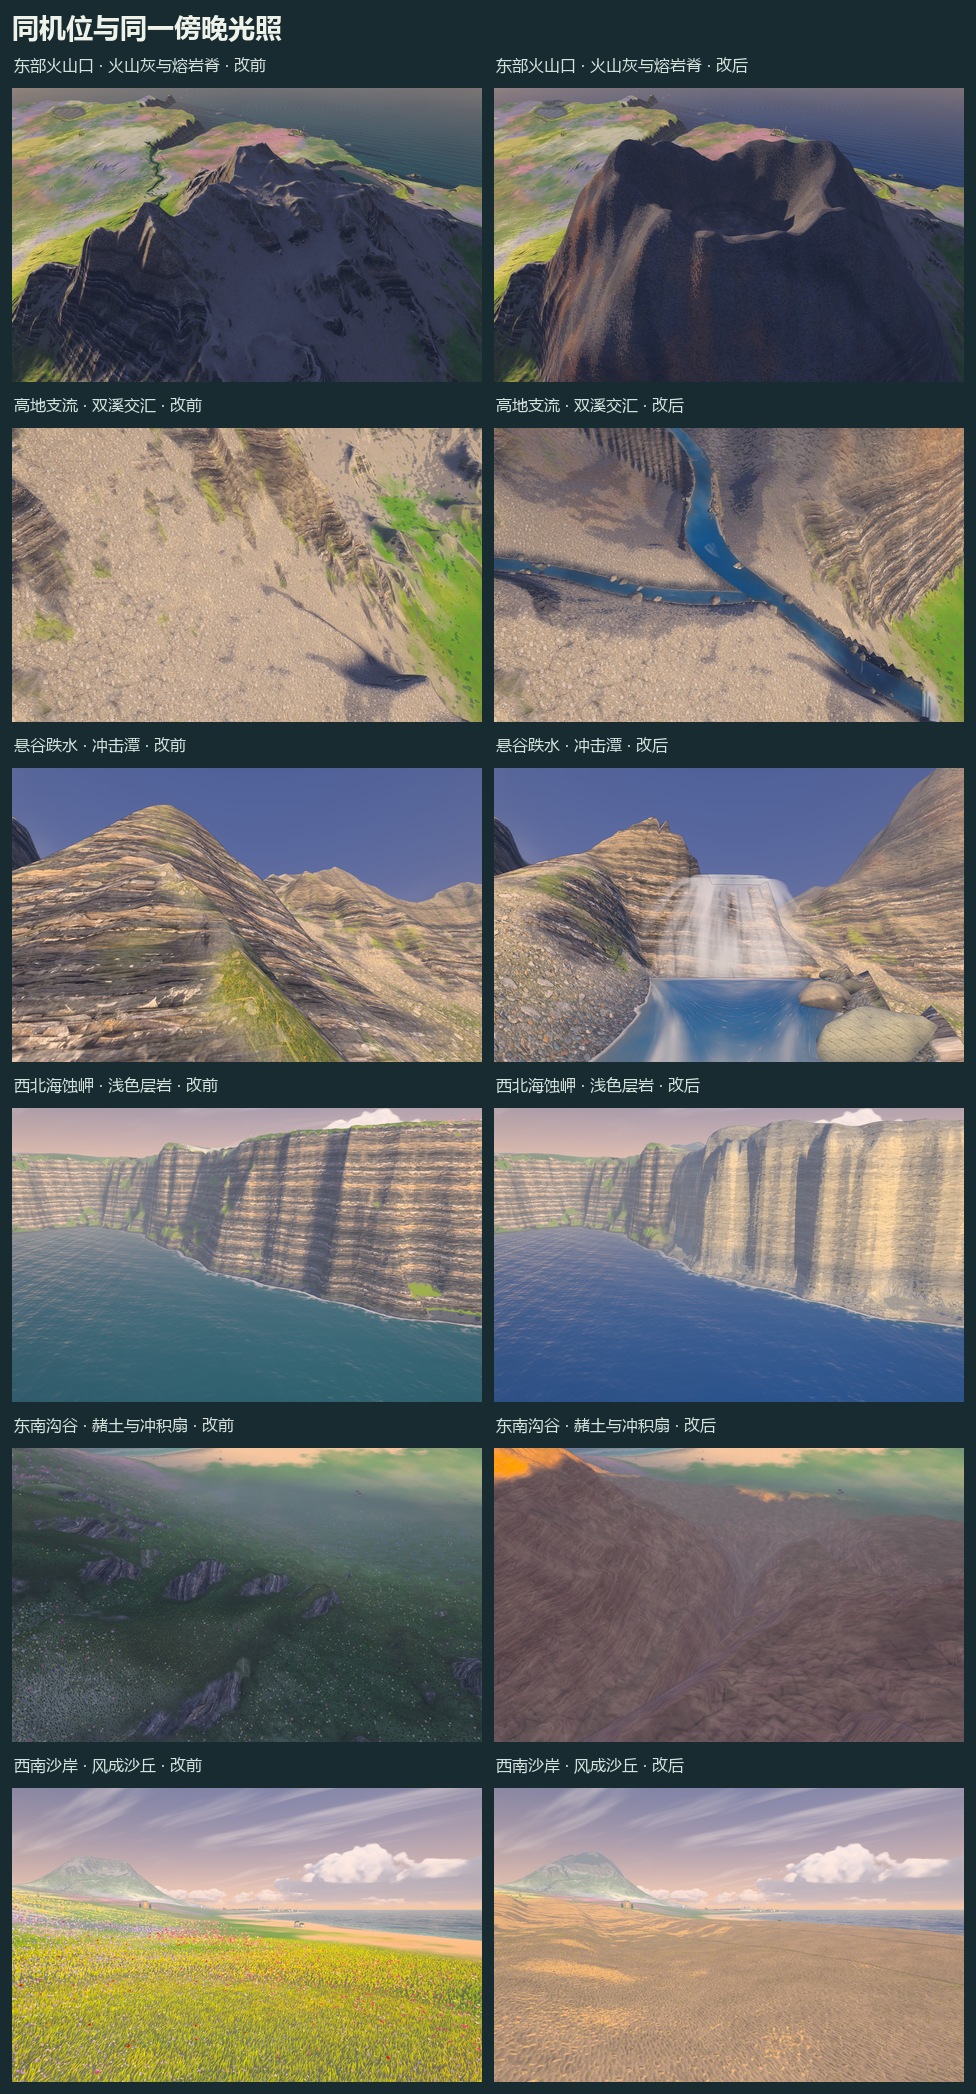 同机位与同一傍晚光照
东部火山口 · 火山灰与熔岩脊 · 改前
东部火山口 · 火山灰与熔岩脊 · 改后
高地支流 · 双溪交汇 · 改前
高地支流 · 双溪交汇 · 改后
悬谷跌水 · 冲击潭 · 改前
悬谷跌水 · 冲击潭 · 改后
西北海蚀岬 · 浅色层岩 · 改前
西北海蚀岬 · 浅色层岩 · 改后
东南沟谷 · 赭土与冲积扇 · 改前
东南沟谷 · 赭土与冲积扇 · 改后
西南沙岸 · 风成沙丘 · 改前
西南沙岸 · 风成沙丘 · 改后